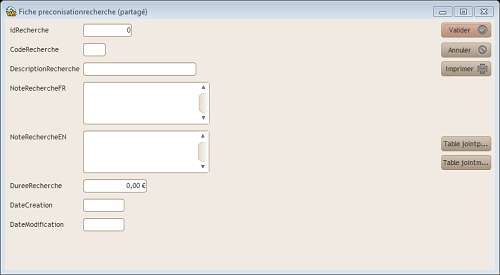 Fiche preconisationrecherche (partagé)
idRecherche 0 Valider
CodeRecherche Annuler
DescriptionRecherche Imprimer
NoteRechercheFR
NoteRechercheEN Table jointp...
Table jointm...
DureeRecherche 0,00 €
DateCreation
DateModification